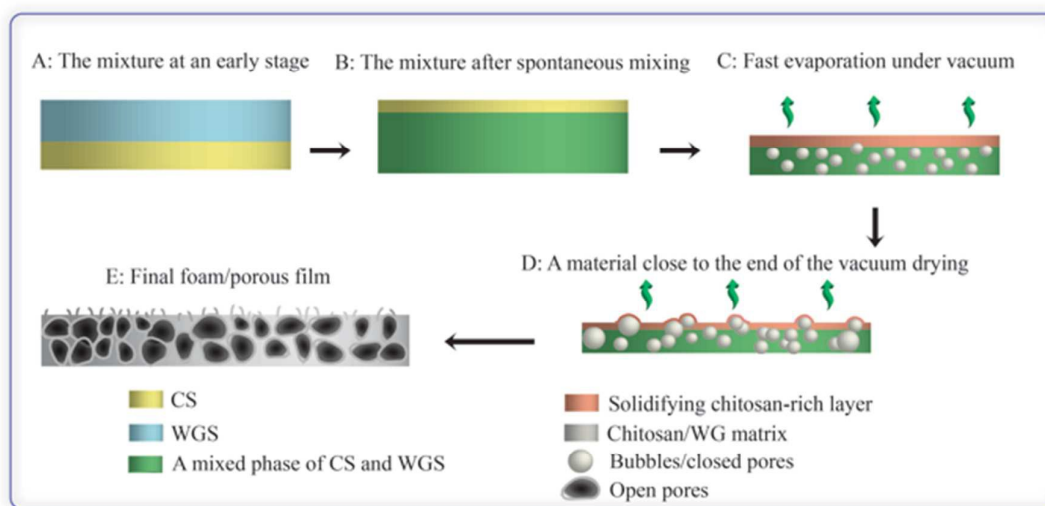 A: The mixture at an early stage
B: The mixture after spontaneous mixing
C: Fast evaporation under vacuum
D: A material close to the end of the vacuum drying
E: Final foam/porous film
CS
WGS
A mixed phase of CS and WGS
Solidifying chitosan-rich layer
Chitosan/WG matrix
Bubbles/closed pores
Open pores